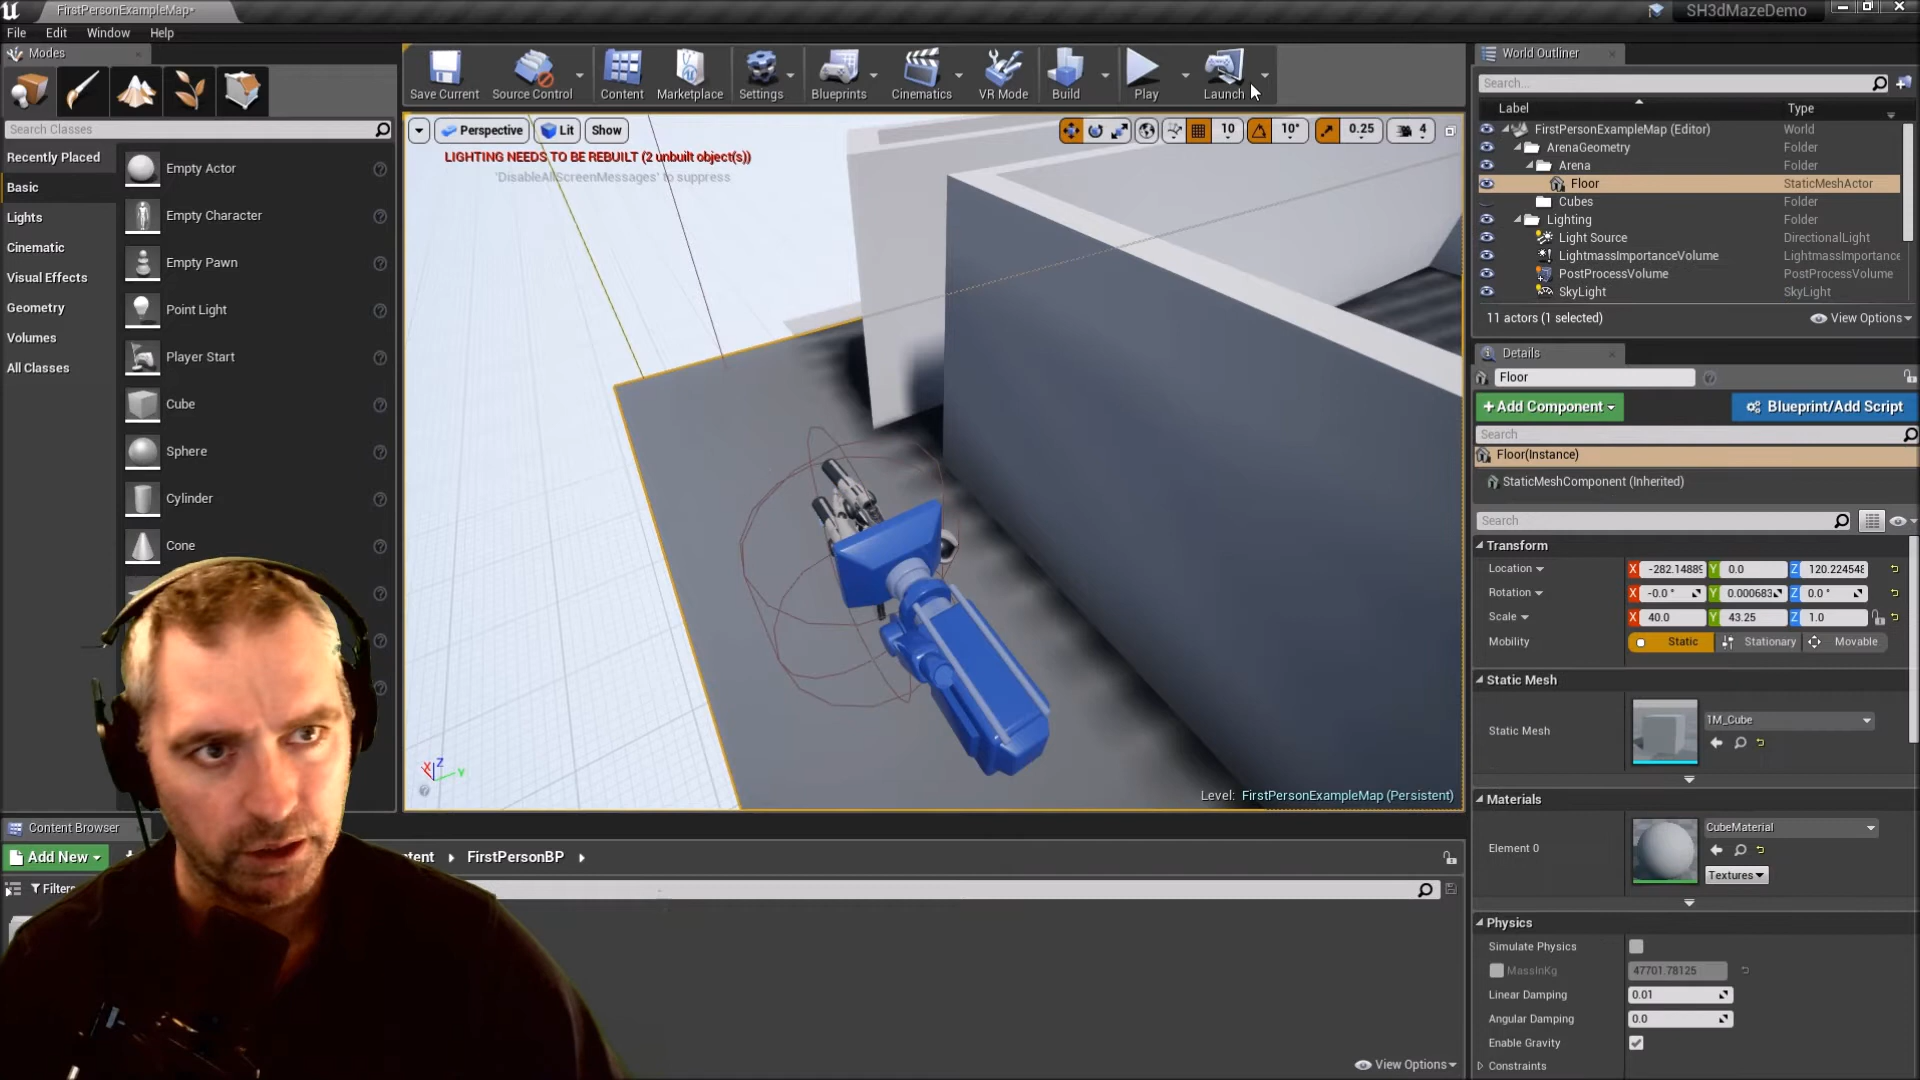 FirstPersonExampleMap*
SH3dMazeDemo
File Edit Window Help
Modes
Save Current
Source Control
Content
Marketplace
Settings
Blueprints
Cinematics
VR Mode
Build
Play
Launch
Search Classes
Recently Placed
Basic
Lights
Cinematic
Visual Effects
Geometry
Volumes
All Classes
Empty Actor
Empty Character
Empty Pawn
Point Light
Player Start
Cube
Sphere
Cylinder
Cone
Perspective
Lit
Show
10
10°
0.25
4
LIGHTING NEEDS TO BE REBUILT (2 unbuilt object(s))
'DisableAllScreenMessages' to suppress
X Z Y
Level: FirstPersonExampleMap (Persistent)
World Outliner
Search...
Label Type
FirstPersonExampleMap (Editor) World
ArenaGeometry Folder
Arena Folder
Floor StaticMeshActor
Cubes Folder
Lighting Folder
Light Source DirectionalLight
LightmassImportanceVolume LightmassImportance
PostProcessVolume PostProcessVolume
SkyLight SkyLight
11 actors (1 selected)
View Options
Details
Floor
+Add Component
Blueprint/Add Script
Search
Floor(Instance)
StaticMeshComponent (Inherited)
Search
Transform
Location X -282.14889 Y 0.0 Z 120.224548
Rotation X -0.0 ° Y 0.000683 Z 0.0 °
Scale X 40.0 Y 43.25 Z 1.0
Mobility Static Stationary Movable
Static Mesh
Static Mesh 1M_Cube
Materials
Element 0 CubeMaterial
Textures
Physics
Simulate Physics
MassInKg 47701.78125
Linear Damping 0.01
Angular Damping 0.0
Enable Gravity
Constraints
Content Browser
Add New
tent FirstPersonBP
Filters
View Options